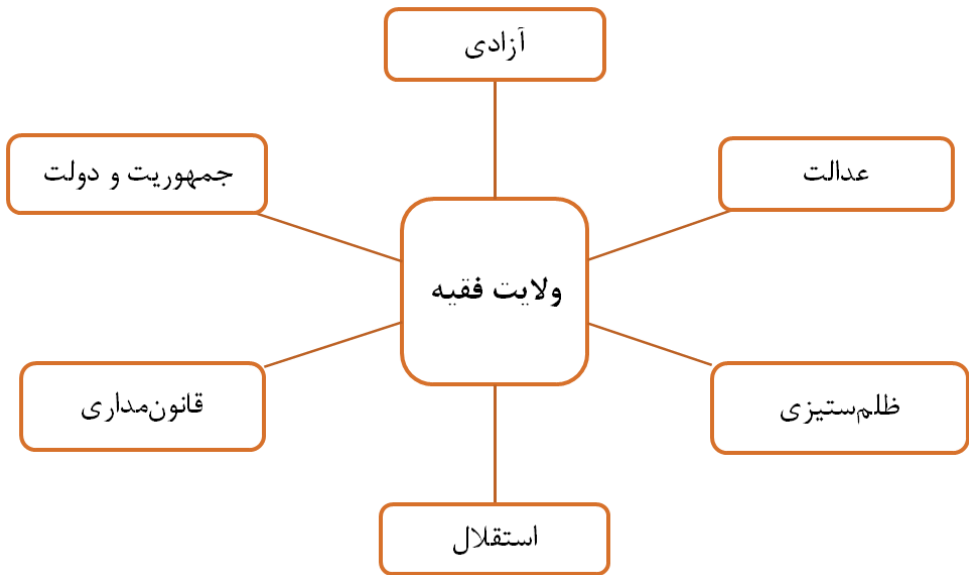 آزادی
عدالت
جمهوریت و دولت
ولایت فقیه
ظلم‌ستیزی
قانون‌مداری
استقلال